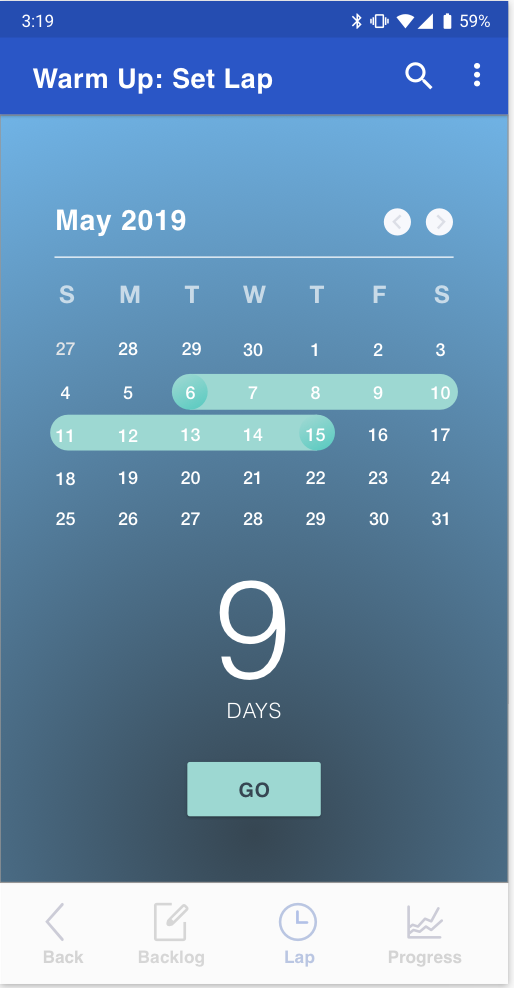 3:19 59%
Warm Up: Set Lap
May 2019
S M T W T F S
27 28 29 30 1 2 3
4 5 6 7 8 9 10
11 12 13 14 15 16 17
18 19 20 21 22 23 24
25 26 27 28 29 30 31
9
DAYS
GO
Back Backlog Lap Progress